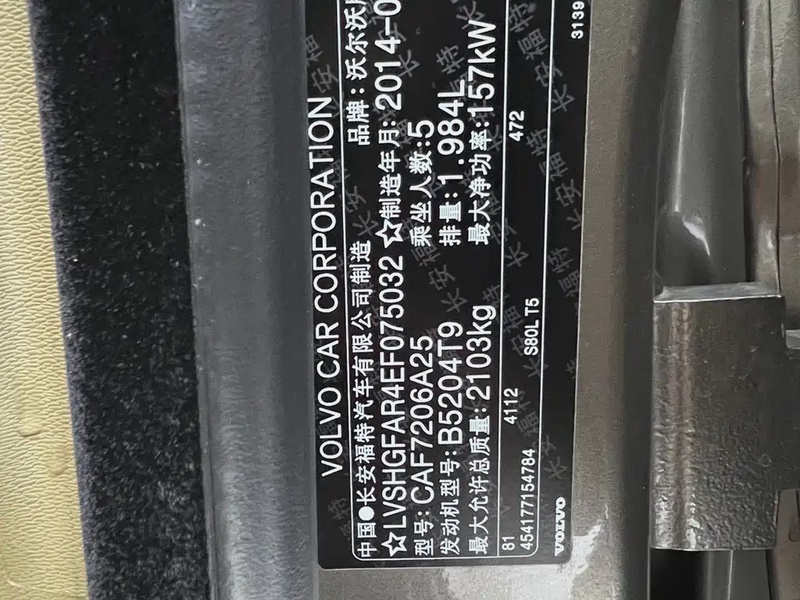 VOLVO CAR CORPORATION
中国●长安福特汽车有限公司制造 品牌:沃尔沃
☆LVSHGFAR4EF075032☆制造年月:2014-0
型号:CAF7206A25 乘坐人数:5
发动机型号:B5204T9 排量:1.984L
最大允许总质量:2103kg 最大净功率:157kW
81 4112 472
454177154784 S80L T5 3139
VOLVO